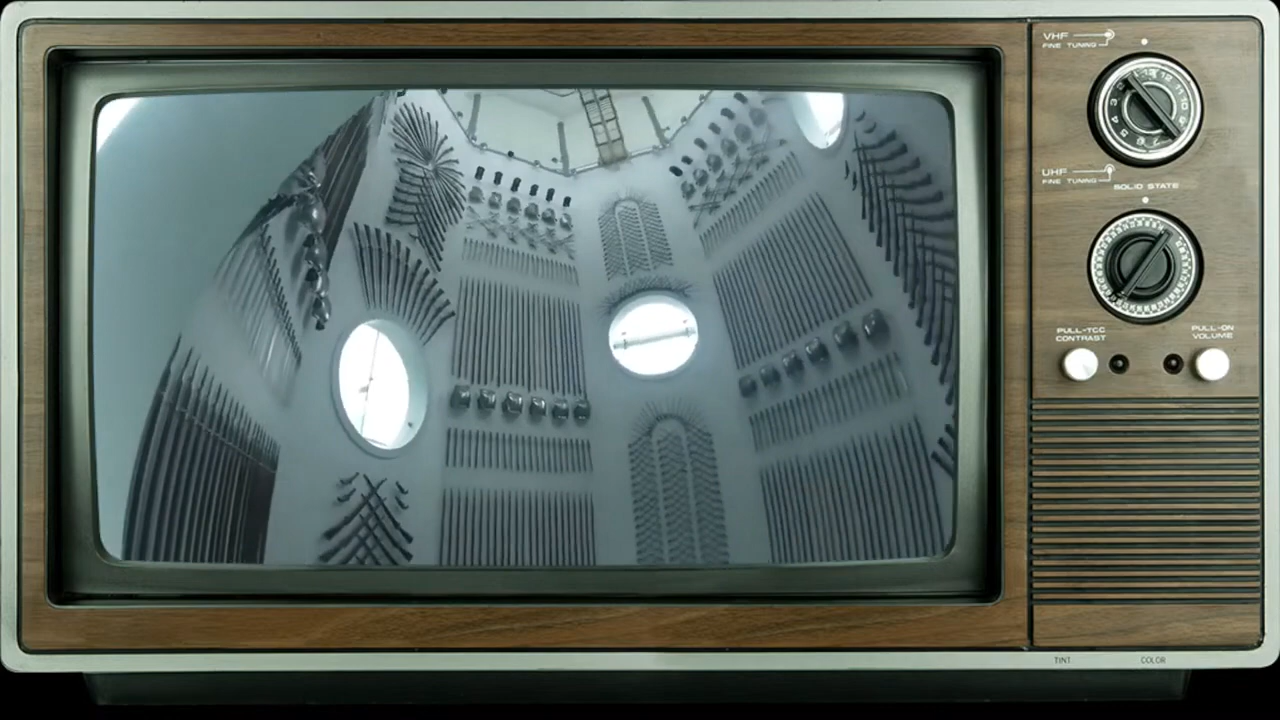 VHF
FINE TUNING
UHF
FINE TUNING
SOLID STATE
PULL-TCC
CONTRAST
PULL-ON
VOLUME
TINT
COLOR